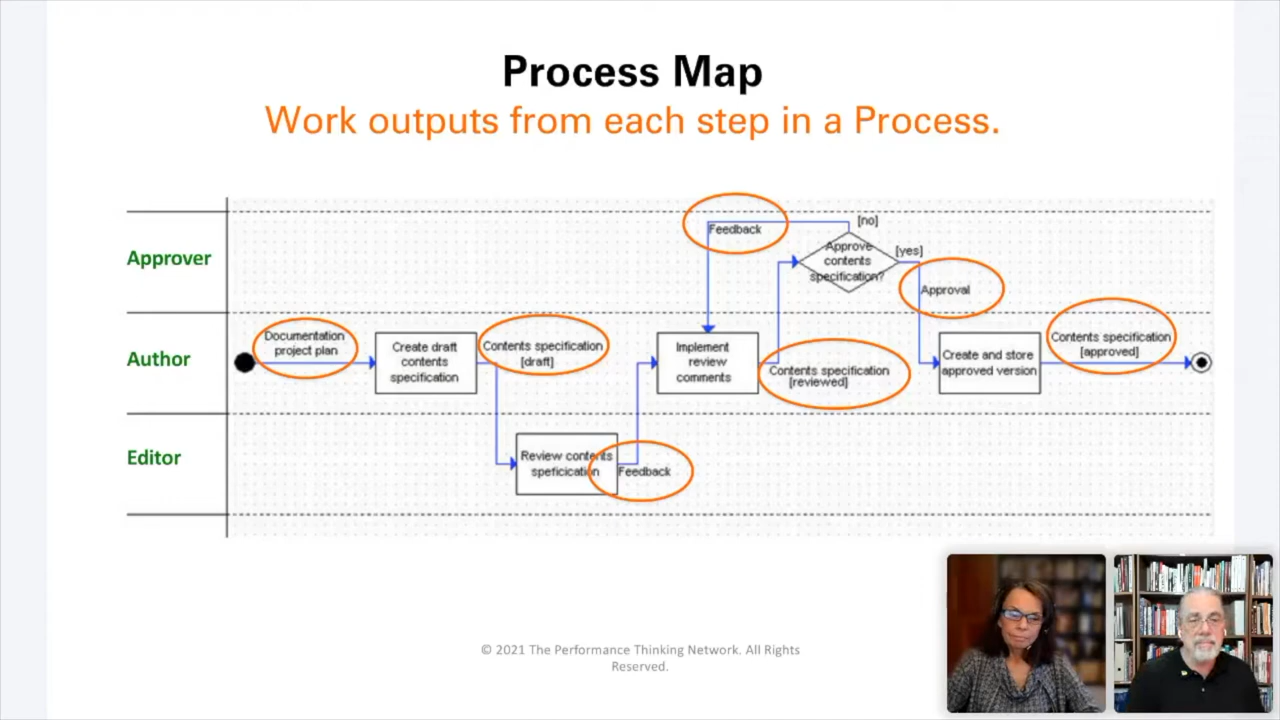 Process Map
Work outputs from each step in a Process.
Approver
Feedback
[no]
Approve
contents
specification?
[yes]
Approval
Author
Documentation
project plan
Create draft
contents
specification
Contents specification
[draft]
Implement
review
comments
Contents specification
[reviewed]
Create and store
approved version
Contents specification
[approved]
Editor
Review contents
speficication
Feedback
© 2021 The Performance Thinking Network. All Rights
Reserved.